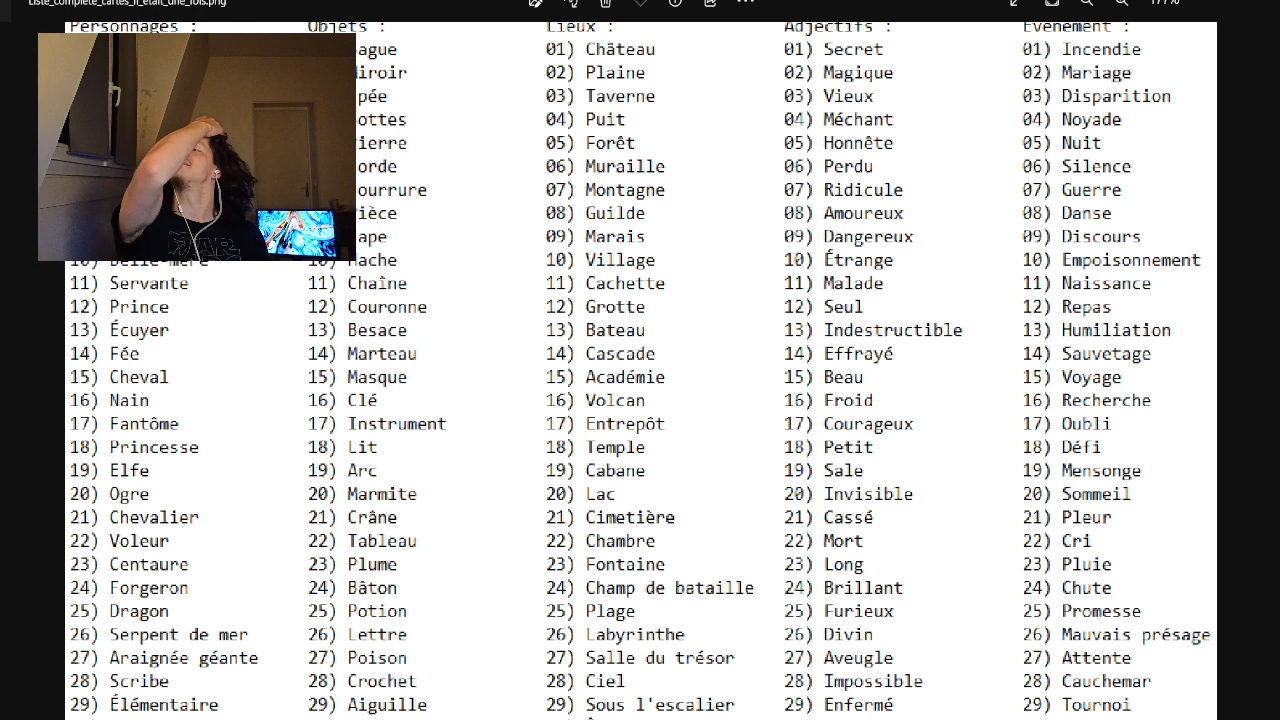 Liste_complete_cartes_il_etait_une_fois.png 177%
Personnages : Objets : Lieux : Adjectifs : Événement :
ague 01) Château 01) Secret 01) Incendie
iroir 02) Plaine 02) Magique 02) Mariage
pée 03) Taverne 03) Vieux 03) Disparition
ottes 04) Puit 04) Méchant 04) Noyade
ierre 05) Forêt 05) Honnête 05) Nuit
orde 06) Muraille 06) Perdu 06) Silence
ourrure 07) Montagne 07) Ridicule 07) Guerre
ièce 08) Guilde 08) Amoureux 08) Danse
ape 09) Marais 09) Dangereux 09) Discours
10) Belle-mère 10) Hache 10) Village 10) Étrange 10) Empoisonnement
11) Servante 11) Chaîne 11) Cachette 11) Malade 11) Naissance
12) Prince 12) Couronne 12) Grotte 12) Seul 12) Repas
13) Écuyer 13) Besace 13) Bateau 13) Indestructible 13) Humiliation
14) Fée 14) Marteau 14) Cascade 14) Effrayé 14) Sauvetage
15) Cheval 15) Masque 15) Académie 15) Beau 15) Voyage
16) Nain 16) Clé 16) Volcan 16) Froid 16) Recherche
17) Fantôme 17) Instrument 17) Entrepôt 17) Courageux 17) Oubli
18) Princesse 18) Lit 18) Temple 18) Petit 18) Défi
19) Elfe 19) Arc 19) Cabane 19) Sale 19) Mensonge
20) Ogre 20) Marmite 20) Lac 20) Invisible 20) Sommeil
21) Chevalier 21) Crâne 21) Cimetière 21) Cassé 21) Pleur
22) Voleur 22) Tableau 22) Chambre 22) Mort 22) Cri
23) Centaure 23) Plume 23) Fontaine 23) Long 23) Pluie
24) Forgeron 24) Bâton 24) Champ de bataille 24) Brillant 24) Chute
25) Dragon 25) Potion 25) Plage 25) Furieux 25) Promesse
26) Serpent de mer 26) Lettre 26) Labyrinthe 26) Divin 26) Mauvais présage
27) Araignée géante 27) Poison 27) Salle du trésor 27) Aveugle 27) Attente
28) Scribe 28) Crochet 28) Ciel 28) Impossible 28) Cauchemar
29) Élémentaire 29) Aiguille 29) Sous l'escalier 29) Enfermé 29) Tournoi